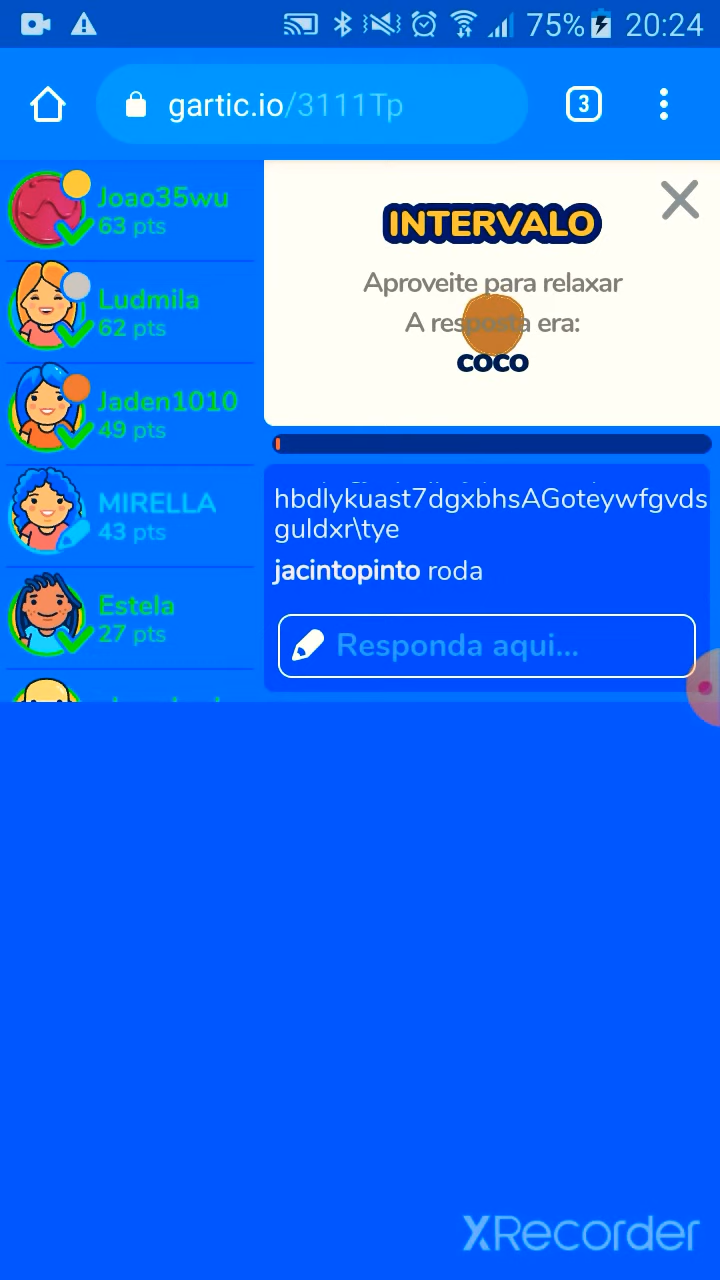 75% 20:24
gartic.io/3111Tp
3
Joao35wu
63 pts
Ludmila
62 pts
Jaden1010
49 pts
MIRELLA
43 pts
Estela
27 pts
INTERVALO
Aproveite para relaxar
A resposta era:
coco
hbdlykuast7dgxbhsAGoteywfgvds
guldxr\tye
jacintopinto roda
Responda aqui...
XRecorder